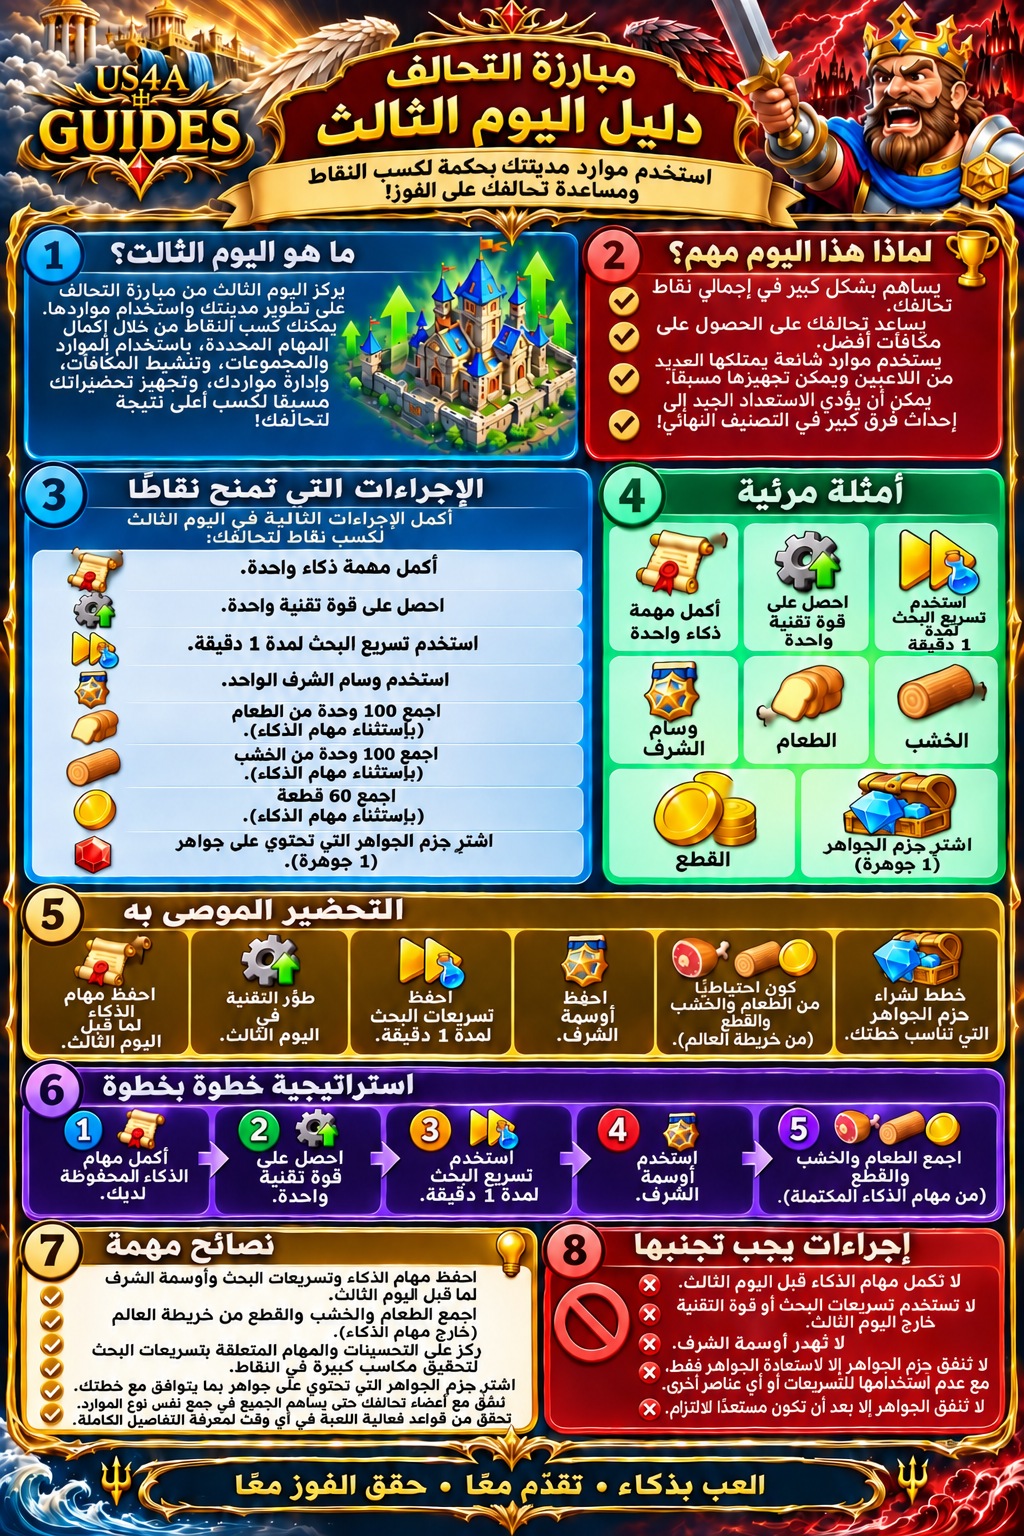 US4A
GUIDES
مبارزة التحالف
دليل اليوم الثالث
استخدم موارد مدينتك بحكمة لكسب النقاط
ومساعدة تحالفك على الفوز!
1
ما هو اليوم الثالث؟
يركز اليوم الثالث من مبارزة التحالف
على تطوير مدينتك واستخدام مواردها.
يمكنك كسب النقاط من خلال إكمال
المهام المحددة، باستخدام الموارد
والمجموعات، وتنشيط المكافآت،
وإدارة مواردك، وتجهيز تحضيراتك
مسبقًا لكسب أعلى نتيجة
لتحالفك!
2
لماذا هذا اليوم مهم؟
يساهم بشكل كبير في إجمالي نقاط
تحالفك.
يساعد تحالفك على الحصول على
مكافآت أفضل.
يستخدم موارد شائعة يمتلكها العديد
من اللاعبين ويمكن تجهيزها مسبقًا.
يمكن أن يؤدي الاستعداد الجيد إلى
إحداث فرق كبير في التصنيف النهائي!
3
الإجراءات التي تمنح نقاطًا
أكمل الإجراءات التالية في اليوم الثالث
لكسب نقاط لتحالفك:
أكمل مهمة ذكاء واحدة.
احصل على قوة تقنية واحدة.
استخدم تسريع البحث لمدة 1 دقيقة.
استخدم وسام الشرف الواحد.
اجمع 100 وحدة من الطعام
(بإستثناء مهام الذكاء).
اجمع 100 وحدة من الخشب
(بإستثناء مهام الذكاء).
اجمع 60 قطعة
(بإستثناء مهام الذكاء).
اشترِ حزم الجواهر التي تحتوي على جواهر
(1 جوهرة).
4
أمثلة مرئية
أكمل مهمة
ذكاء واحدة
احصل على
قوة تقنية
واحدة
استخدم
تسريع البحث
لمدة
1 دقيقة
وسام
الشرف
الطعام
الخشب
القطع
اشترِ حزم الجواهر
(1 جوهرة)
5
التحضير الموصى به
احفظ مهام
الذكاء
لما قبل
اليوم الثالث.
طوّر التقنية
في
اليوم الثالث.
احفظ
تسريعات البحث
لمدة 1 دقيقة.
احفظ
أوسمة
الشرف.
كون احتياطيًا
من الطعام والخشب
والقطع
(من خريطة العالم).
خطط لشراء
حزم الجواهر
التي تناسب خطتك.
6
استراتيجية خطوة بخطوة
1
أكمل مهام
الذكاء المحفوظة
لديك.
2
احصل على
قوة تقنية
واحدة.
3
استخدم
تسريع البحث
لمدة 1 دقيقة.
4
استخدم
أوسمة
الشرف.
5
اجمع الطعام والخشب
والقطع
(من مهام الذكاء المكتملة).
7
نصائح مهمة
احفظ مهام الذكاء وتسريعات البحث وأوسمة الشرف
لما قبل اليوم الثالث.
اجمع الطعام والخشب والقطع من خريطة العالم
(خارج مهام الذكاء).
ركز على التحسينات والمهام المتعلقة بتسريعات البحث
لتحقيق مكاسب كبيرة في النقاط.
اشترِ حزم الجواهر التي تحتوي على جواهر بما يتوافق مع خطتك.
نسّق مع أعضاء تحالفك حتى يساهم الجميع في جمع نفس نوع الموارد.
تحقق من قواعد فعالية اللعبة في أي وقت لمعرفة التفاصيل الكاملة.
8
إجراءات يجب تجنبها
لا تكمل مهام الذكاء قبل اليوم الثالث.
لا تستخدم تسريعات البحث أو قوة التقنية
خارج اليوم الثالث.
لا تُهدر أوسمة الشرف.
لا تنفق حزم الجواهر إلا لاستعادة الجواهر فقط،
مع عدم استخدامها للتسريعات أو أي عناصر أخرى.
لا تنفق الجواهر إلا بعد أن تكون مستعدًا للالتزام.
العب بذكاء • تقدّم معًا • حقق الفوز معًا